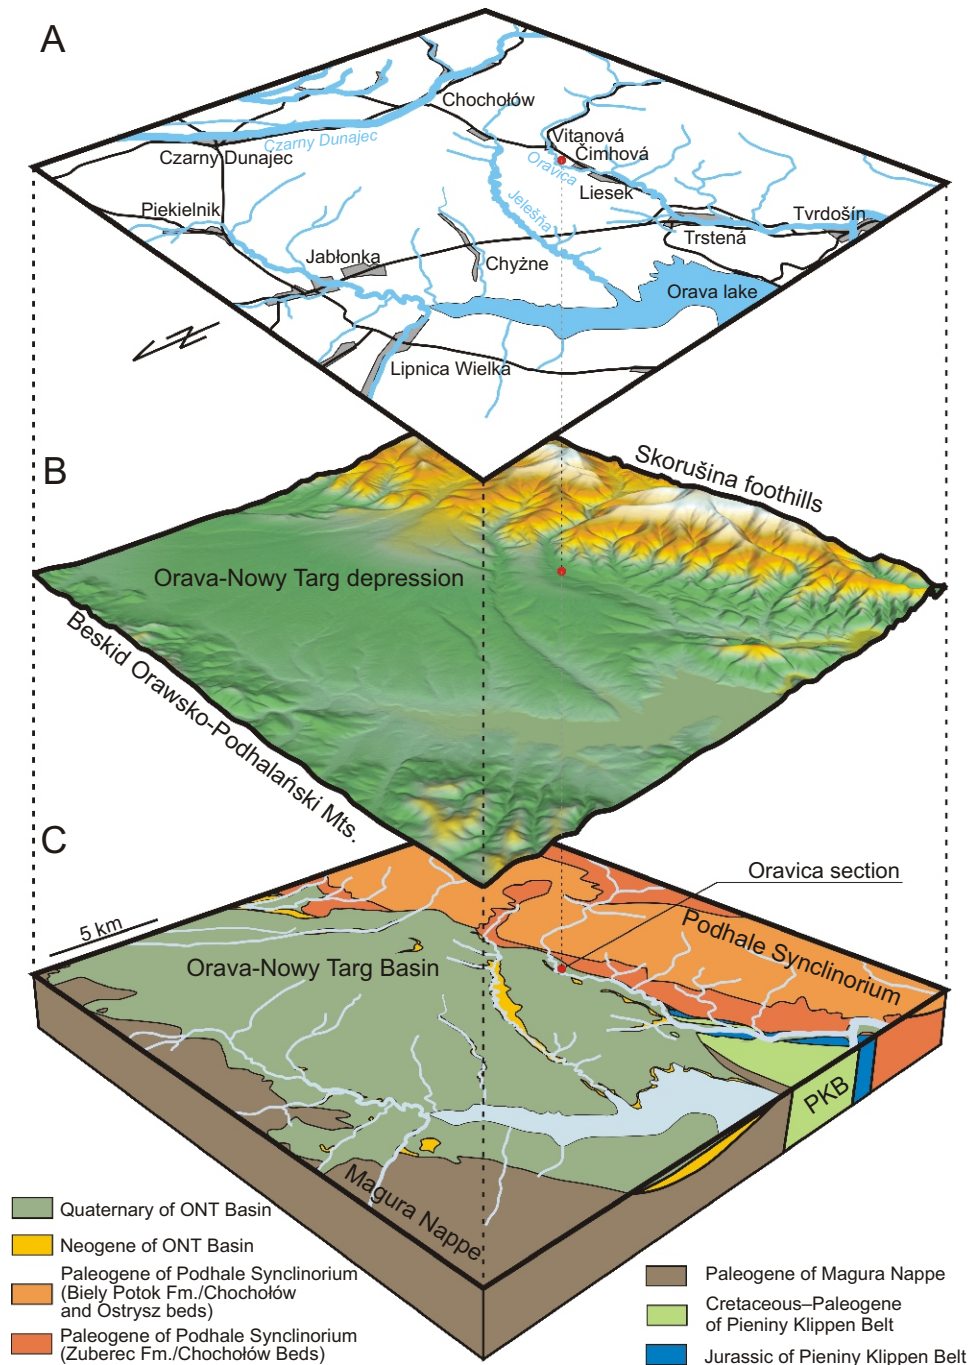 A
Chochołów
Czarny Dunajec
Czarny Dunajec
Vitanová
Čimhová
Oravica
Liesek
Piekielnik
Jelešňa
Tvrdošín
Trstená
Jabłonka
Chyżne
Orava lake
Lipnica Wielka
N
B
Skorušina foothills
Orava-Nowy Targ depression
Beskid Orawsko-Podhalański Mts.
C
Oravica section
5 km
Podhale Synclinorium
Orava-Nowy Targ Basin
PKB
Magura Nappe
Quaternary of ONT Basin
Neogene of ONT Basin
Paleogene of Podhale Synclinorium
(Biely Potok Fm./Chochołów
and Ostrysz beds)
Paleogene of Podhale Synclinorium
(Zuberec Fm./Chochołów Beds)
Paleogene of Magura Nappe
Cretaceous–Paleogene
of Pieniny Klippen Belt
Jurassic of Pieniny Klippen Belt